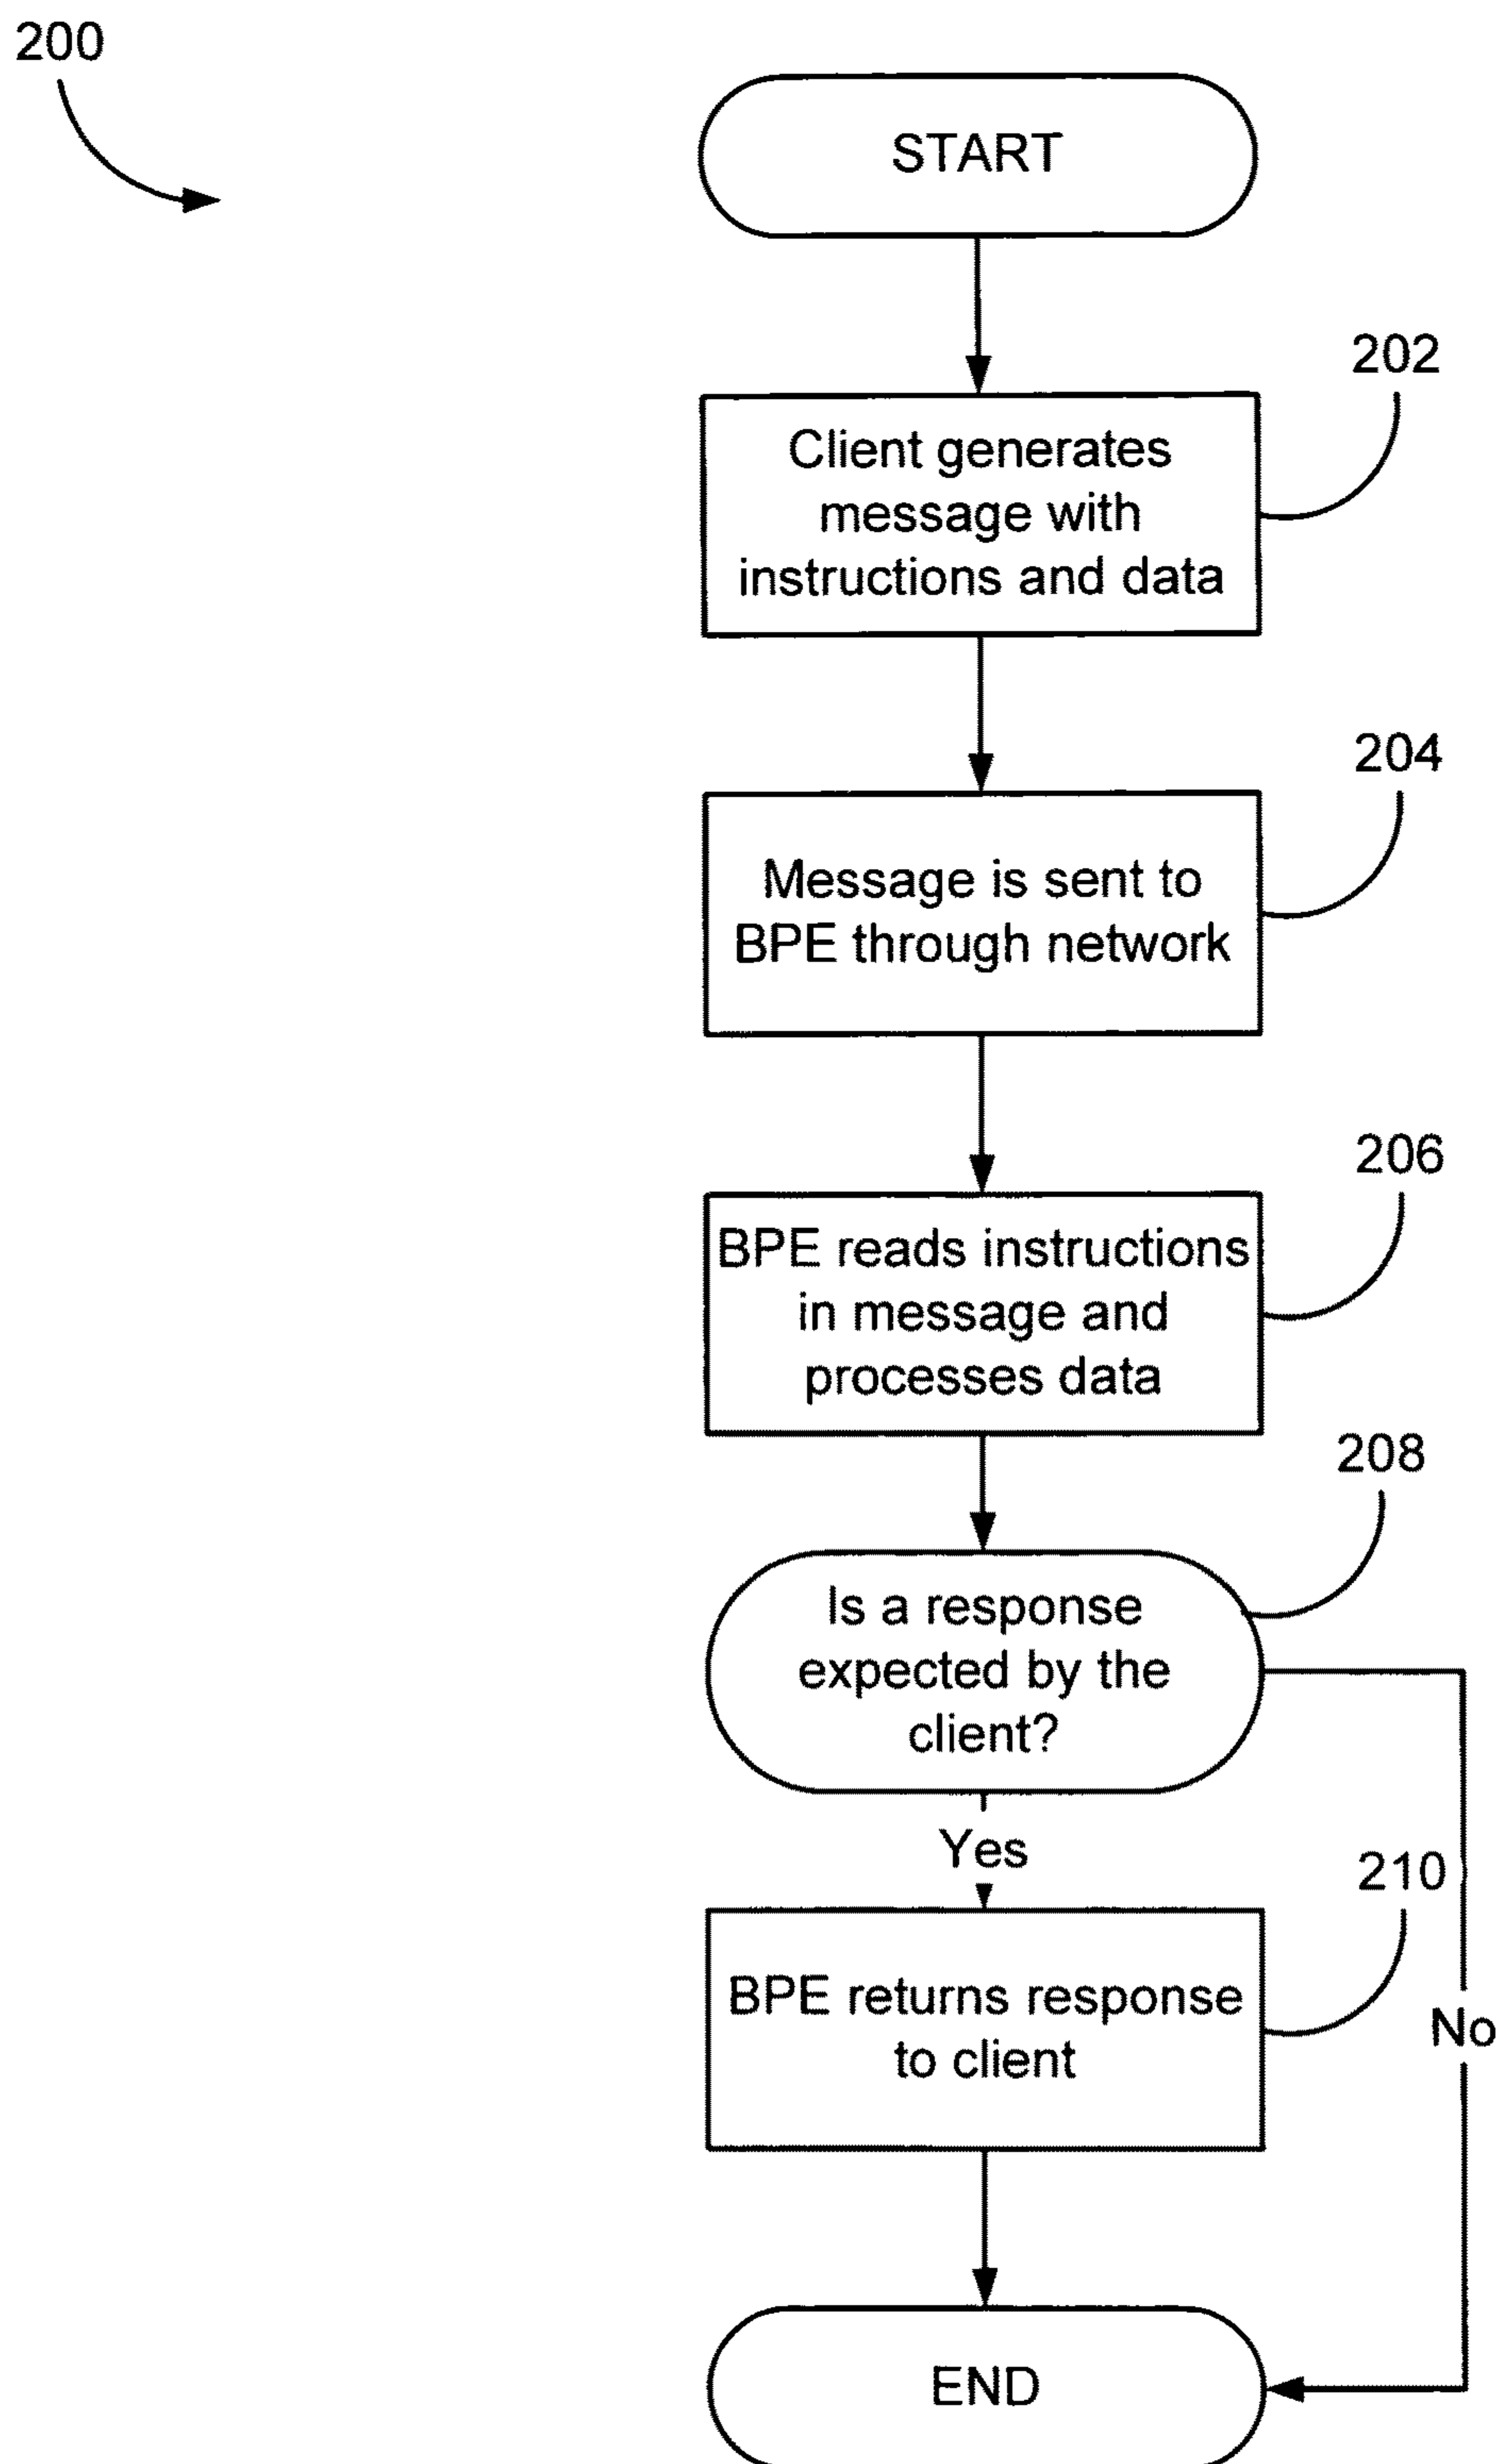 200
START
202
Client generates
message with
instructions and data
204
Message is sent to
BPE through network
206
BPE reads instructions
in message and
processes data
208
Is a response
expected by the
client?
Yes
210
BPE returns response
to client
No
END